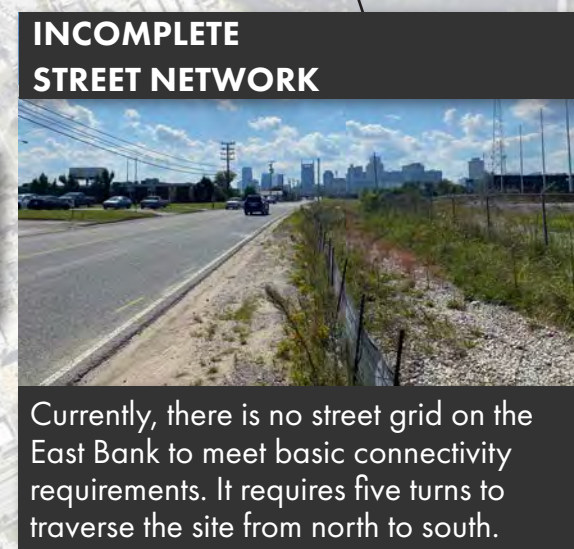 INCOMPLETE
STREET NETWORK
Currently, there is no street grid on the
East Bank to meet basic connectivity
requirements. It requires five turns to
traverse the site from north to south.